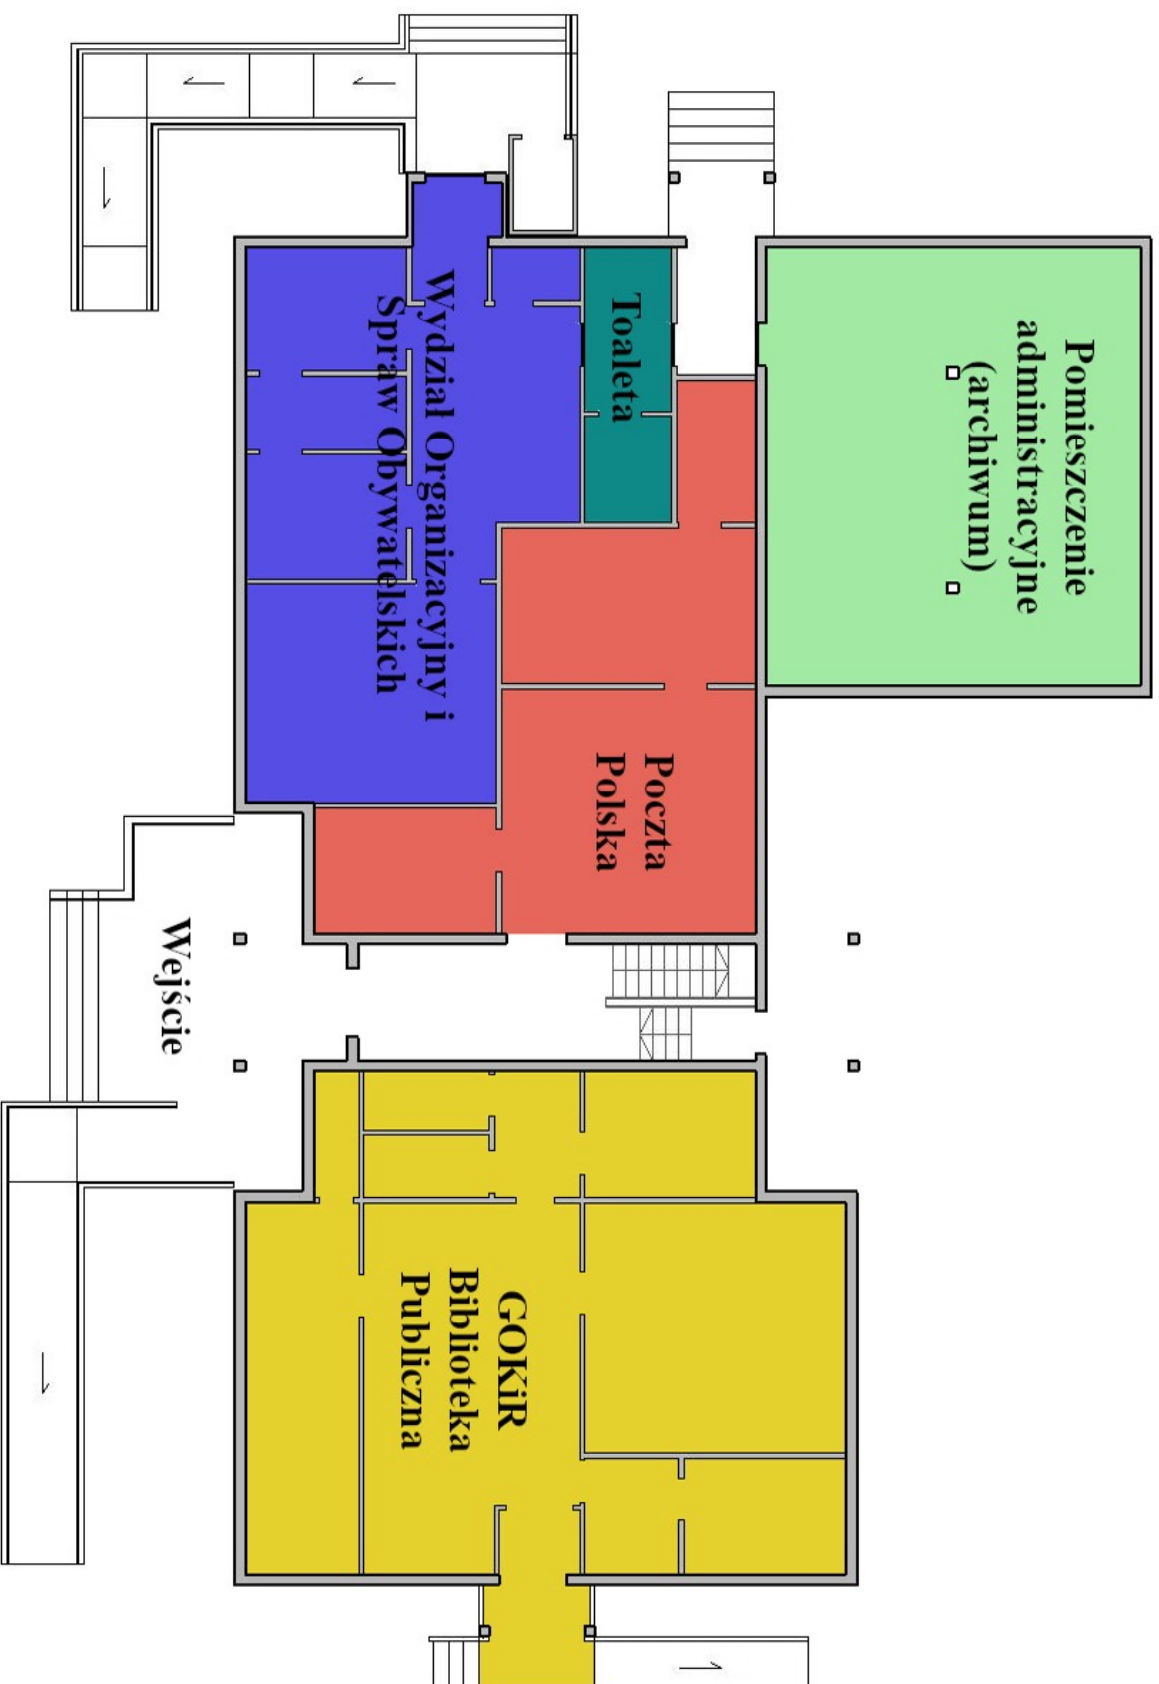 Pomieszczenie
administracyjne
(archiwum)
Toaleta
Wydział Organizacyjny i
Spraw Obywatelskich
Poczta
Polska
Wejście
GOKiR
Biblioteka
Publiczna